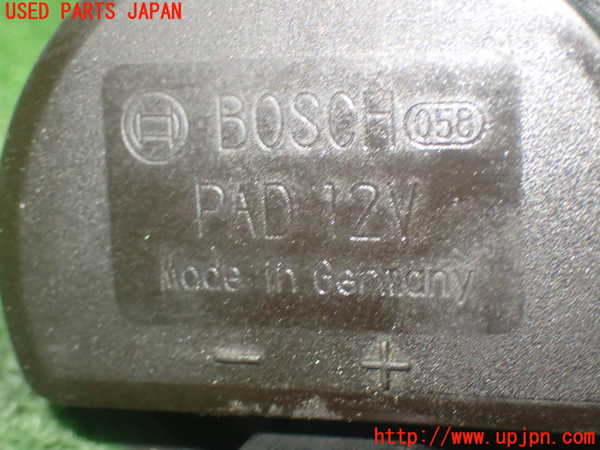 USED PARTS JAPAN
BOSCH 058
PAD 12V
Made in Germany
- +
http://www.upjpn.com/